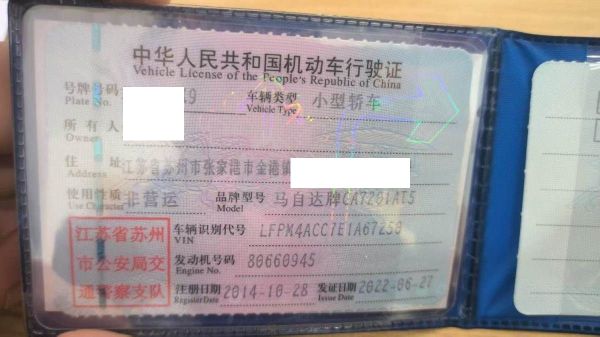 中华人民共和国机动车行驶证
Vehicle License of the People's Republic of China
号牌号码 Plate No. 19 车辆类型 Vehicle Type 小型轿车
所有人 Owner
住址 Address 江苏省苏州市张家港市金港镇
使用性质 Use Character 非营运 品牌型号 Model 马自达牌CA7201AT5
车辆识别代号 VIN LFPK4ACC7E1A67250
发动机号码 Engine No. 80660945
注册日期 Register Date 2014-10-28 发证日期 Issue Date 2022-06-27
江苏省苏州
市公安局交
通警察支队